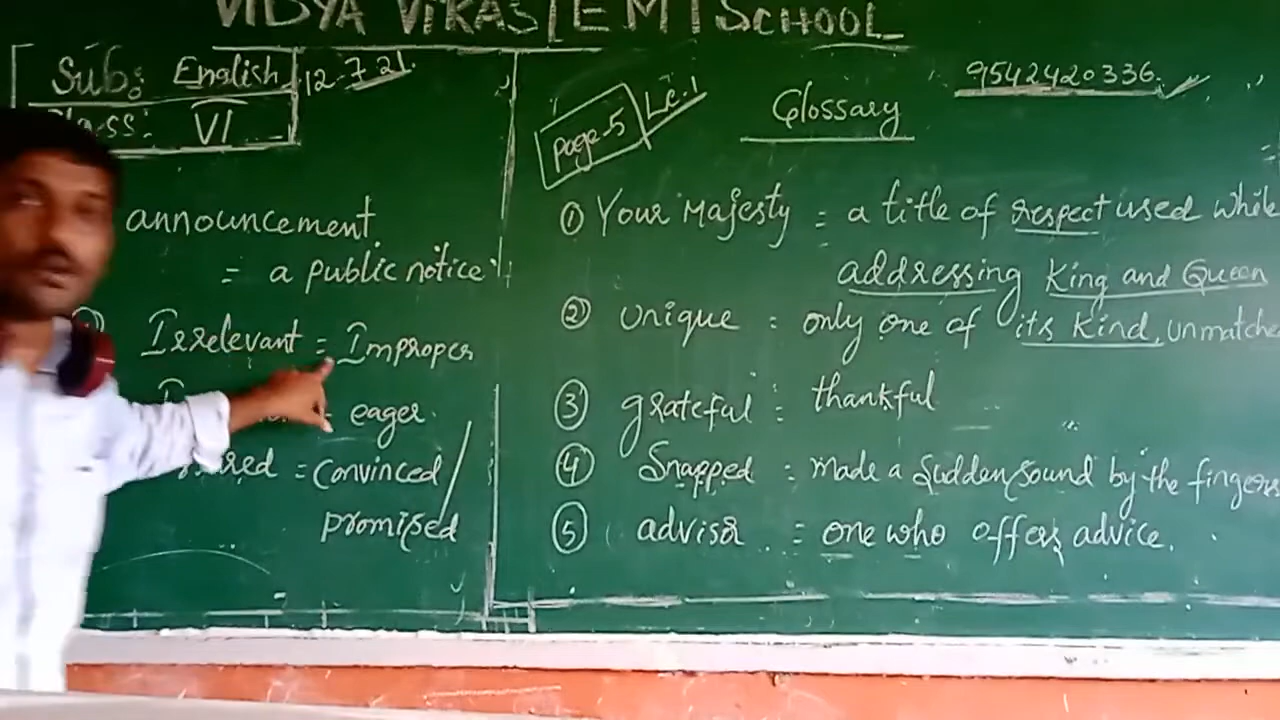 VIDYA VIKAS E M SCHOOL
Sub: English 12-7-21.
VI
announcement
= a public notice.
Irrelevant = Improper
= eager.
= convinced/
promised
Page-5 Le.1 Glossary 9542420336.
① Your Majesty = a title of respect used while
addressing King and Queen
② unique : only one of its kind, unmatche
③ grateful : thankful
④ Snapped : made a sudden sound by the fingers
⑤ advisor = one who offers advice.